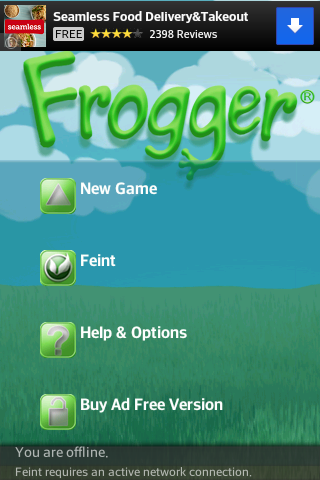 Seamless Food Delivery&Takeout
seamless
FREE 2398 Reviews
Frogger®
New Game
Feint
Help & Options
Buy Ad Free Version
You are offline.
Feint requires an active network connection.